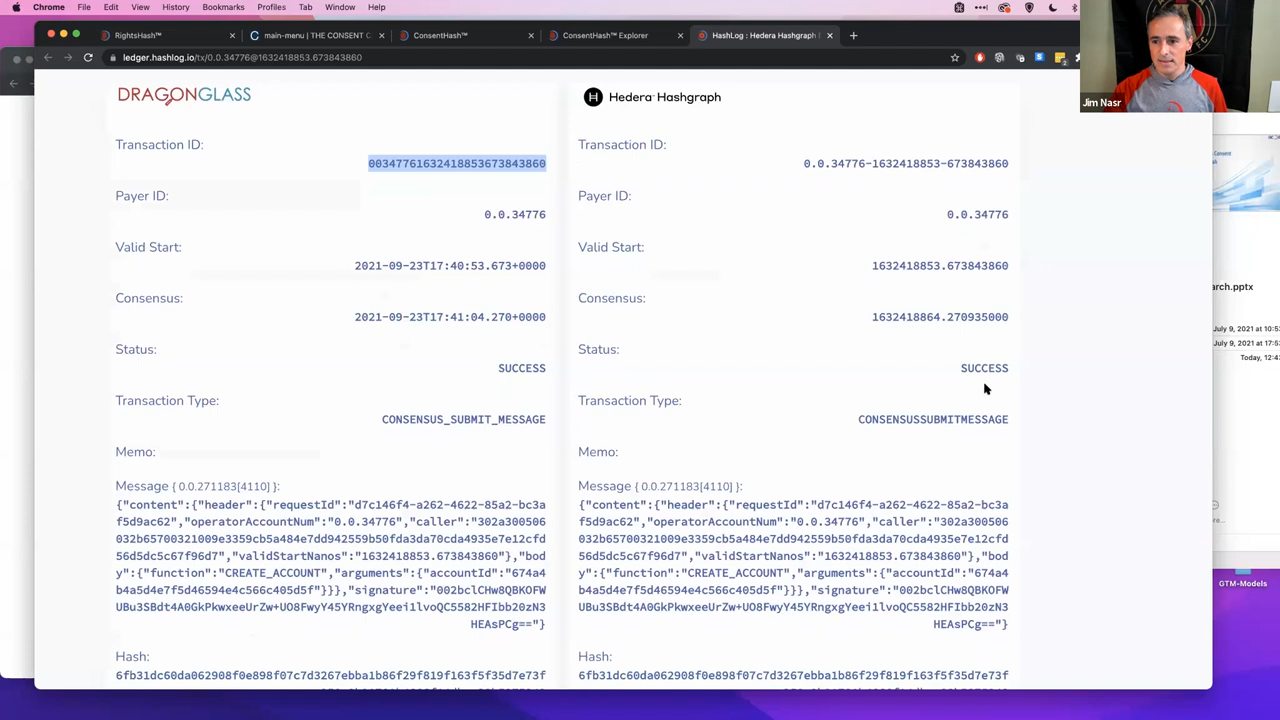 Chrome File Edit View History Bookmarks Profiles Tab Window Help
RightsHash™
main-menu | THE CONSENT C
ConsentHash™
ConsentHash™ Explorer
HashLog : Hedera Hashgraph
ledger.hashlog.io/tx/0.0.34776@1632418853.673843860
Jim Nasr
DRAGONGLASS
Transaction ID:
00347761632418853673843860
Payer ID:
0.0.34776
Valid Start:
2021-09-23T17:40:53.673+0000
Consensus:
2021-09-23T17:41:04.270+0000
Status:
SUCCESS
Transaction Type:
CONSENSUS_SUBMIT_MESSAGE
Memo:
Message { 0.0.271183[4110] }:
{"content":{"header":{"requestId":"d7c146f4-a262-4622-85a2-bc3a
f5d9ac62","operatorAccountNum":"0.0.34776","caller":"302a300506
032b65700321009e3359cb5a484e7dd942559b50fda3da70cda4935e7e12cfd
56d5dc5c67f96d7","validStartNanos":"1632418853.673843860"},"bod
y":{"function":"CREATE_ACCOUNT","arguments":{"accountId":"674a4
b4a5d4e7f5d46594e4c566c405d5f"}}},"signature":"002bclCHw8QBKOFW
UBu3SBdt4A0GkPkwxeeUrZw+UO8FwyY45YRngxgYeei1lvoQC5582HFIbb20zN3
HEAsPCg=="}
Hash:
6fb31dc60da062908f0e898f07c7d3267ebba1b86f29f819f163f5f35d7e73f
Hedera Hashgraph
Transaction ID:
0.0.34776-1632418853-673843860
Payer ID:
0.0.34776
Valid Start:
1632418853.673843860
Consensus:
1632418864.270935000
Status:
SUCCESS
Transaction Type:
CONSENSUSSUBMITMESSAGE
Memo:
Message { 0.0.271183[4110] }:
{"content":{"header":{"requestId":"d7c146f4-a262-4622-85a2-bc3a
f5d9ac62","operatorAccountNum":"0.0.34776","caller":"302a300506
032b65700321009e3359cb5a484e7dd942559b50fda3da70cda4935e7e12cfd
56d5dc5c67f96d7","validStartNanos":"1632418853.673843860"},"bod
y":{"function":"CREATE_ACCOUNT","arguments":{"accountId":"674a4
b4a5d4e7f5d46594e4c566c405d5f"}}},"signature":"002bclCHw8QBKOFW
UBu3SBdt4A0GkPkwxeeUrZw+UO8FwyY45YRngxgYeei1lvoQC5582HFIbb20zN3
HEAsPCg=="}
Hash:
6fb31dc60da062908f0e898f07c7d3267ebba1b86f29f819f163f5f35d7e73f
arch.pptx
July 9, 2021 at 10:5
July 9, 2021 at 17:5
Today, 12:4
GTM-Models